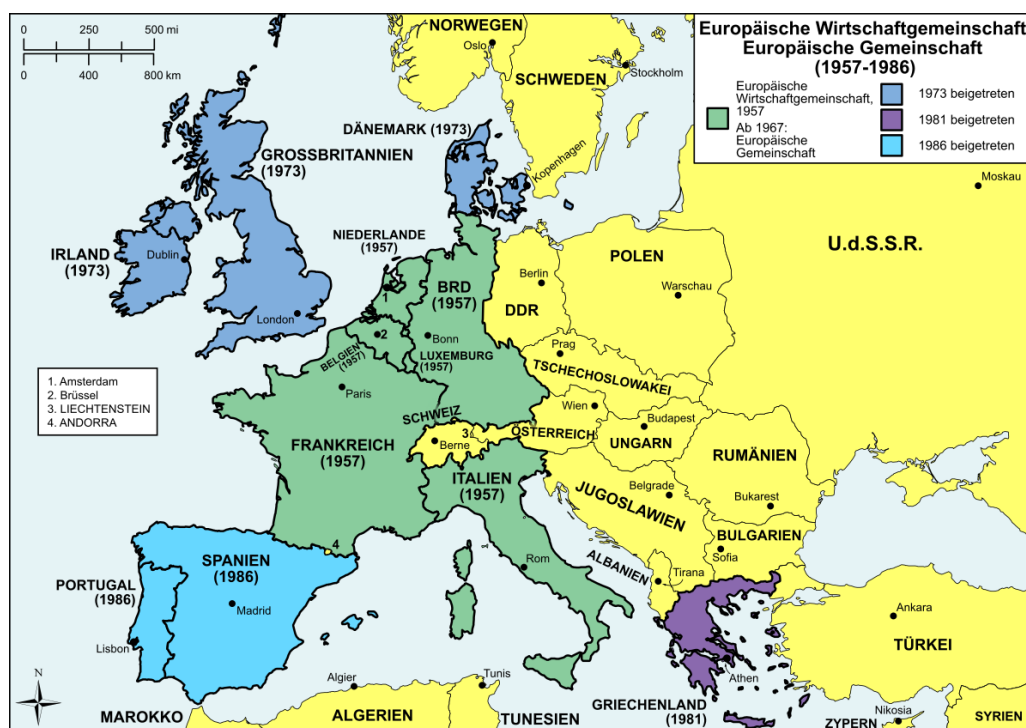 0 250 500 mi
0 400 800 km
NORWEGEN
Oslo
SCHWEDEN
Stockholm
Europäische Wirtschaftgemeinschaft
Europäische Gemeinschaft
(1957-1986)
Europäische
Wirtschaftgemeinschaft,
1957
Ab 1967:
Europäische
Gemeinschaft
1973 beigetreten
1981 beigetreten
1986 beigetreten
DÄNEMARK (1973)
Kopenhagen
GROSSBRITANNIEN
(1973)
Moskau
U.d.S.S.R.
IRLAND
(1973)
Dublin
London
NIEDERLANDE
(1957)
1
BRD
(1957)
Berlin
DDR
POLEN
Warschau
2
Bonn
BELGIEN
(1957)
LUXEMBURG
(1957)
Prag
TSCHECHOSLOWAKEI
1. Amsterdam
2. Brüssel
3. LIECHTENSTEIN
4. ANDORRA
Paris
SCHWEIZ
3
Berne
Wien
ÖSTERREICH
Budapest
UNGARN
FRANKREICH
(1957)
ITALIEN
(1957)
RUMÄNIEN
Bukarest
Belgrade
JUGOSLAWIEN
BULGARIEN
Sofia
4
SPANIEN
(1986)
Madrid
PORTUGAL
(1986)
Lisbon
Rom
ALBANIEN
Tirana
Ankara
TÜRKEI
Athen
GRIECHENLAND
(1981)
N
Algier
Tunis
MAROKKO
ALGERIEN
TUNESIEN
Nikosia
ZYPERN
SYRIEN